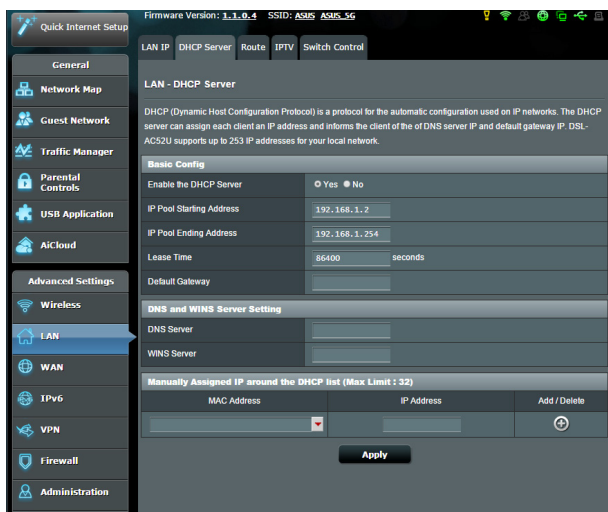 Quick Internet Setup
General
Network Map
Guest Network
Traffic Manager
Parental
Controls
USB Application
AiCloud
Advanced Settings
Wireless
LAN
WAN
IPv6
VPN
Firewall
Administration
Firmware Version: 1.1.0.4 SSID: ASUS ASUS_5G
LAN IP DHCP Server Route IPTV Switch Control
LAN - DHCP Server
DHCP (Dynamic Host Configuration Protocol) is a protocol for the automatic configuration used on IP networks. The DHCP
server can assign each client an IP address and informs the client of the of DNS server IP and default gateway IP. DSL-
AC52U supports up to 253 IP addresses for your local network.
Basic Config
Enable the DHCP Server Yes No
IP Pool Starting Address 192.168.1.2
IP Pool Ending Address 192.168.1.254
Lease Time 86400 seconds
Default Gateway
DNS and WINS Server Setting
DNS Server
WINS Server
Manually Assigned IP around the DHCP list (Max Limit : 32)
MAC Address IP Address Add / Delete
Apply